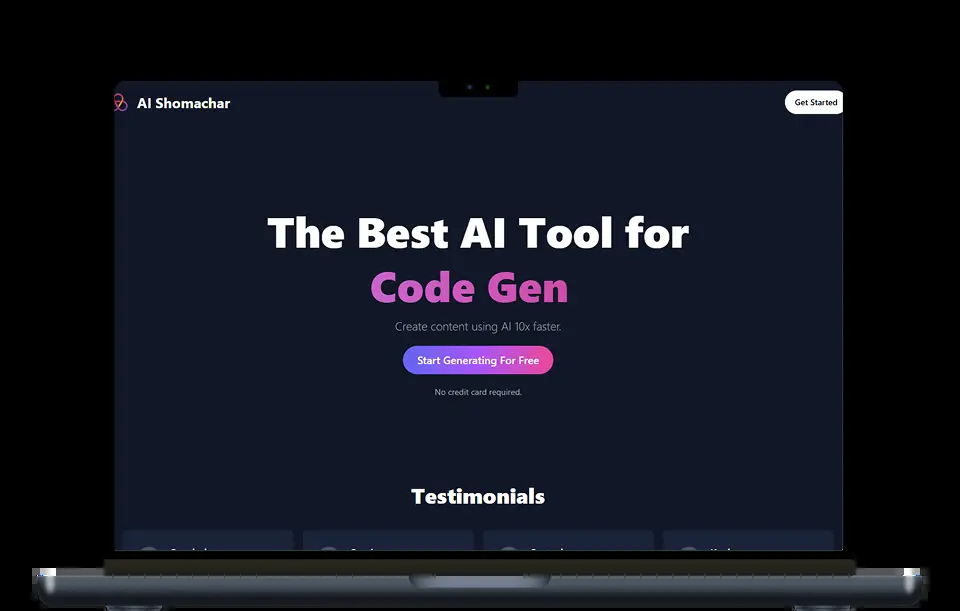 AI Shomachar
Get Started
The Best AI Tool for
Code Gen
Create content using AI 10x faster.
Start Generating For Free
No credit card required.
Testimonials